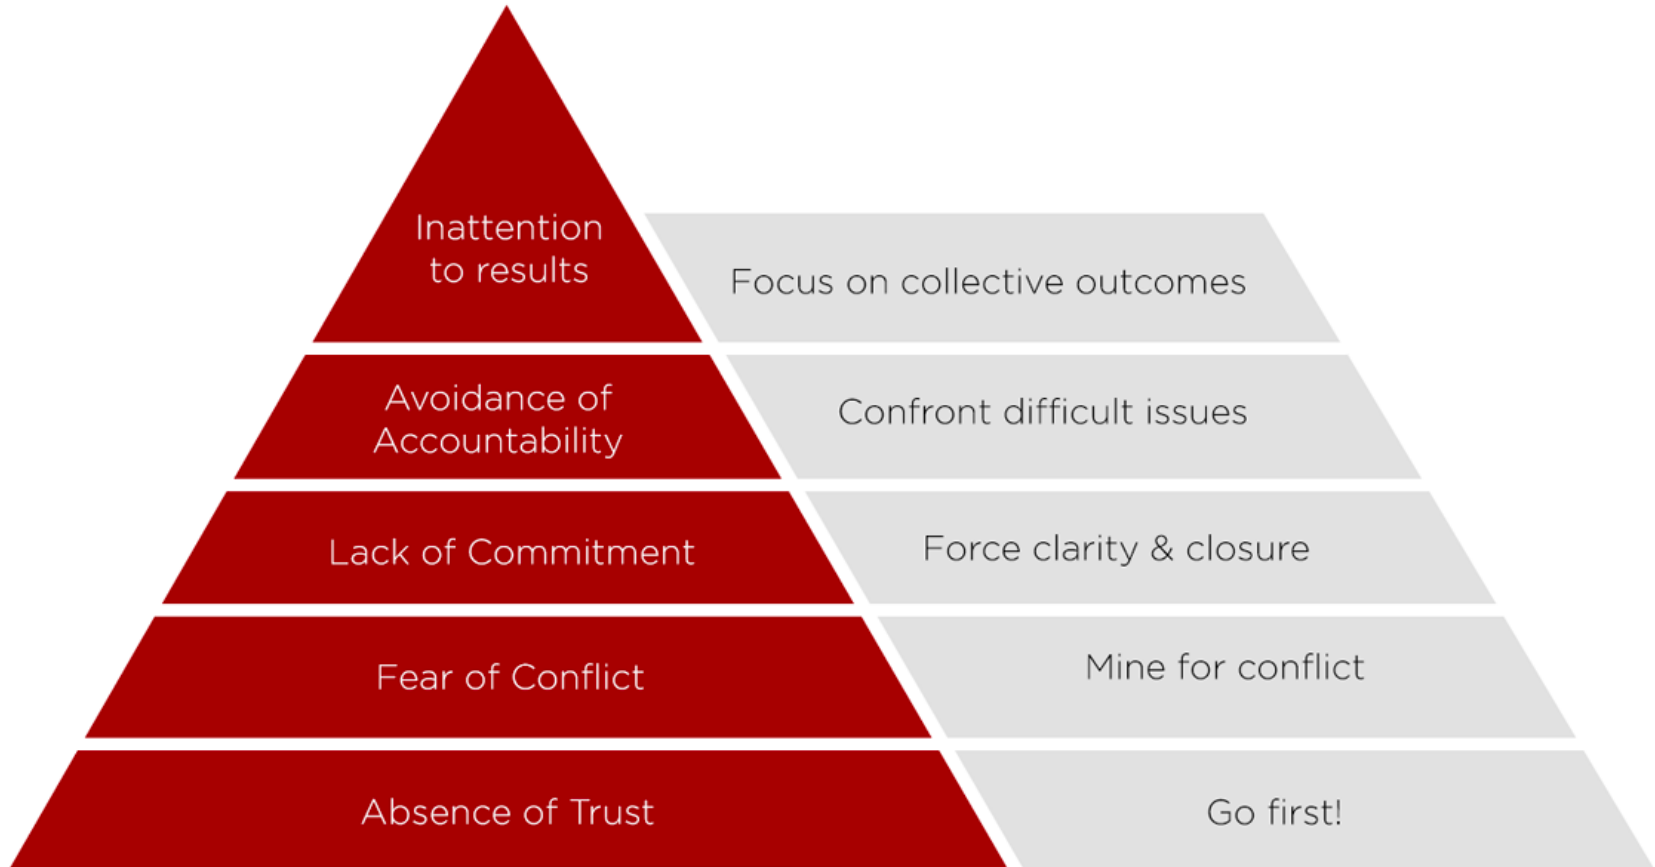 Inattention
to results
Focus on collective outcomes
Avoidance of
Accountability
Confront difficult issues
Lack of Commitment
Force clarity & closure
Fear of Conflict
Mine for conflict
Absence of Trust
Go first!